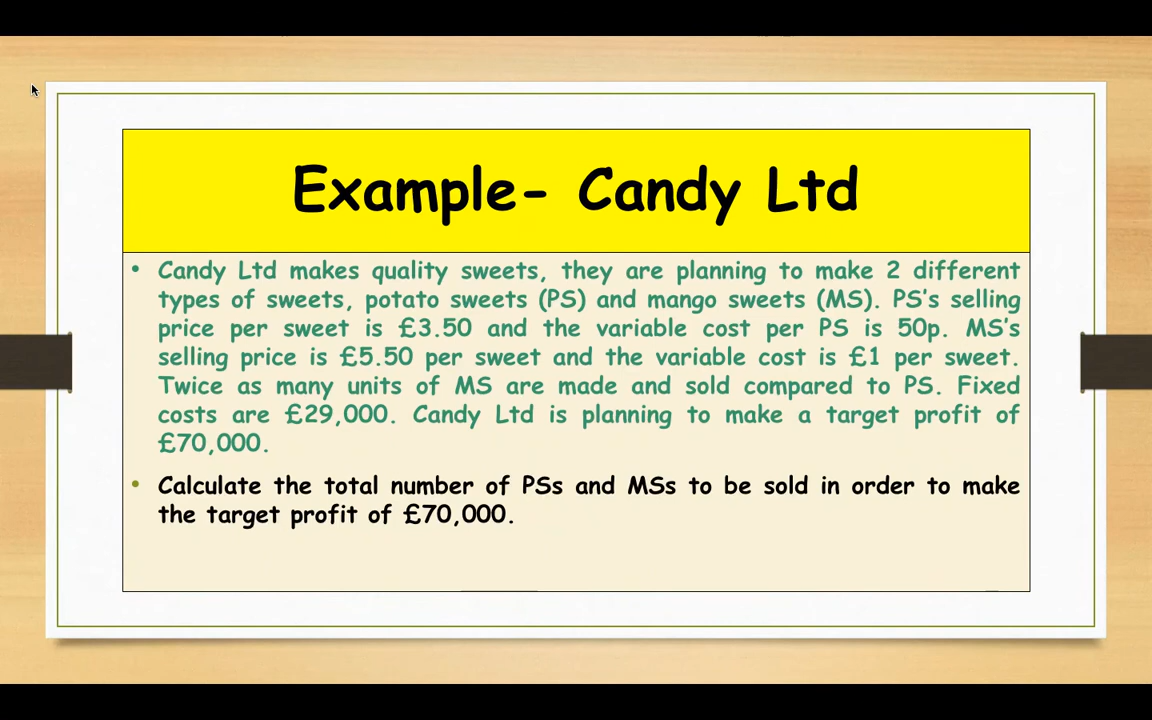 Example- Candy Ltd
• Candy Ltd makes quality sweets, they are planning to make 2 different
types of sweets, potato sweets (PS) and mango sweets (MS). PS's selling
price per sweet is £3.50 and the variable cost per PS is 50p. MS's
selling price is £5.50 per sweet and the variable cost is £1 per sweet.
Twice as many units of MS are made and sold compared to PS. Fixed
costs are £29,000. Candy Ltd is planning to make a target profit of
£70,000.
• Calculate the total number of PSs and MSs to be sold in order to make
the target profit of £70,000.